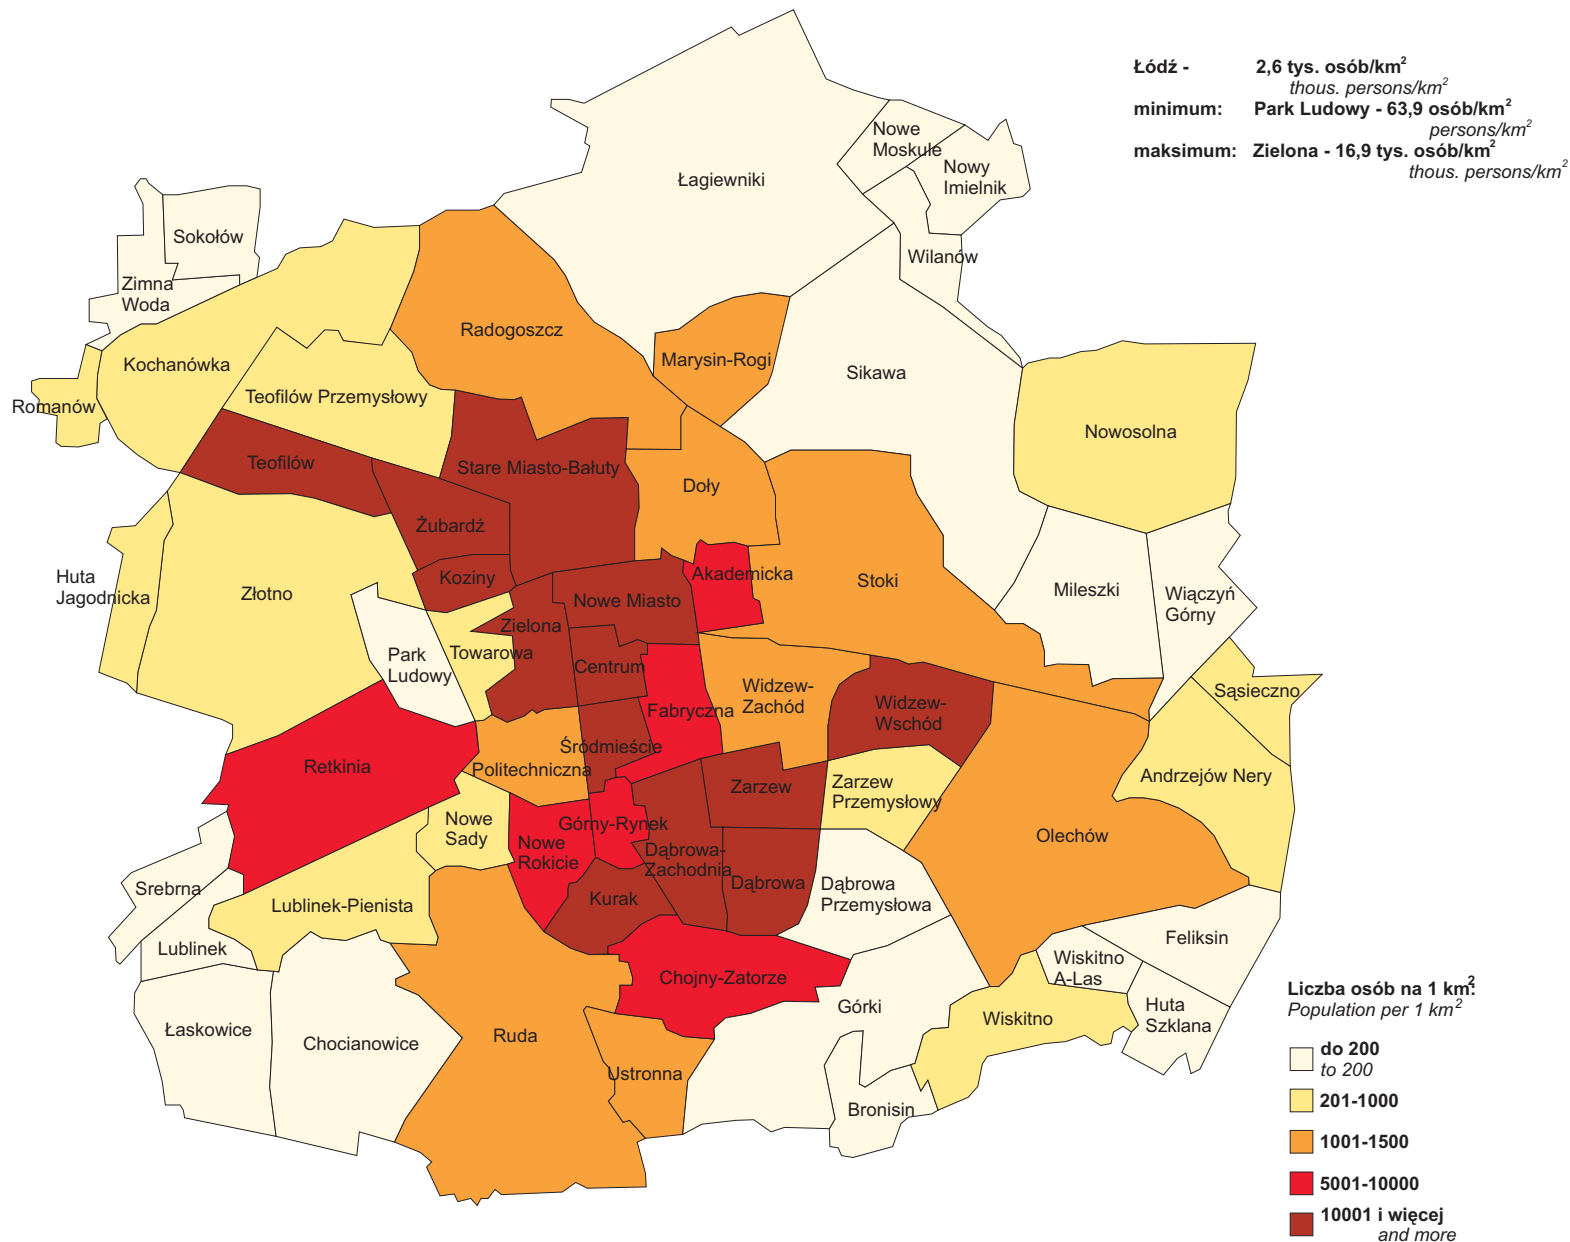 Łódź - 2,6 tys. osób/km²
thous. persons/km²
minimum: Park Ludowy - 63,9 osób/km²
persons/km²
maksimum: Zielona - 16,9 tys. osób/km²
thous. persons/km²
Nowe
Moskule
Nowy
Imielnik
Łagiewniki
Sokołów
Wilanów
Zimna
Woda
Radogoszcz
Marysin-Rogi
Kochanówka
Sikawa
Teofilów Przemysłowy
Romanów
Nowosolna
Teofilów
Stare Miasto-Bałuty
Doły
Żubardź
Huta
Jagodnicka
Koziny
Akademicka
Stoki
Złotno
Nowe Miasto
Mileszki
Wiączyń
Górny
Zielona
Towarowa
Park
Ludowy
Centrum
Widzew-
Zachód
Sąsieczno
Fabryczna
Widzew-
Wschód
Śródmieście
Retkinia
Politechniczna
Andrzejów Nery
Zarzew
Zarzew
Przemysłowy
Nowe
Sady
Górny-Rynek
Olechów
Nowe
Rokicie
Dąbrowa-
Zachodnia
Srebrna
Dąbrowa
Dąbrowa
Przemysłowa
Kurak
Lublinek-Pienista
Lublinek
Feliksin
Wiskitno
A-Las
Chojny-Zatorze
Górki
Huta
Szklana
Wiskitno
Łaskowice
Chocianowice
Ruda
Ustronna
Bronisin
Liczba osób na 1 km²:
Population per 1 km²
do 200
to 200
201-1000
1001-1500
5001-10000
10001 i więcej
and more